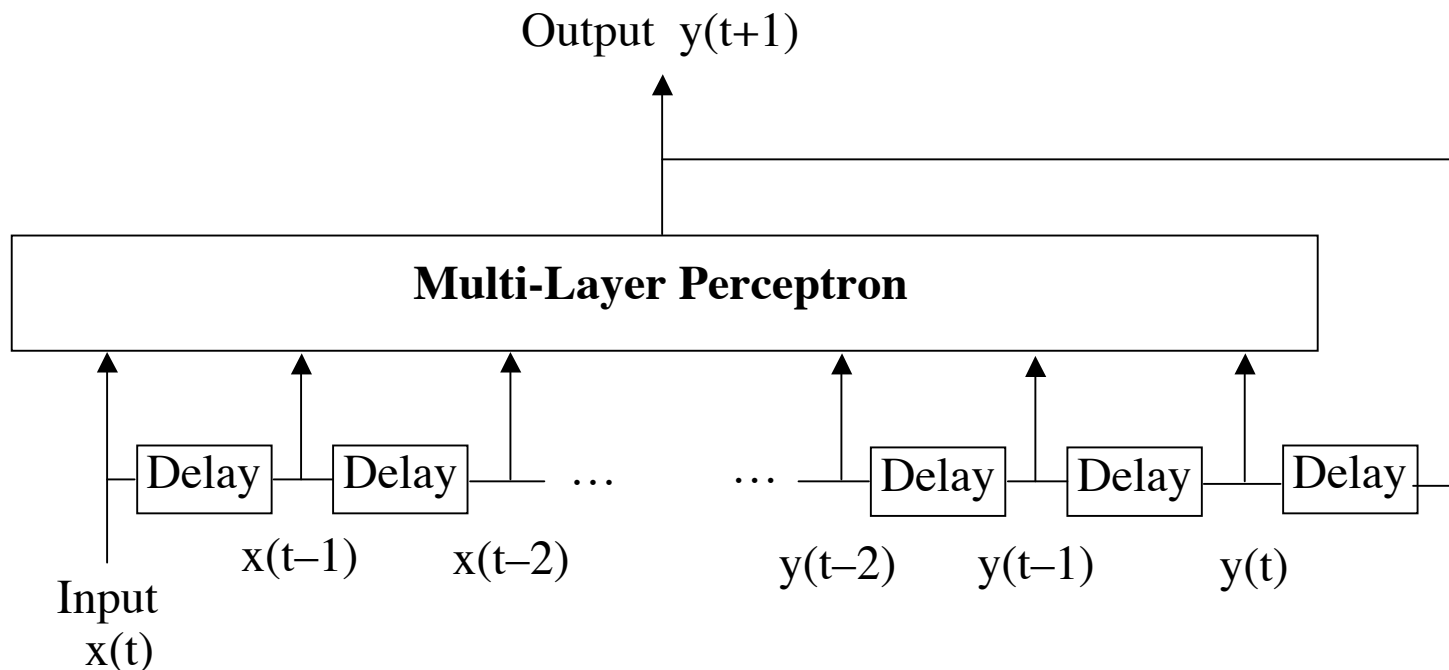 Output y(t+1)
Multi-Layer Perceptron
Delay Delay … … Delay Delay Delay
x(t–1) x(t–2) y(t–2) y(t–1) y(t)
Input
x(t)